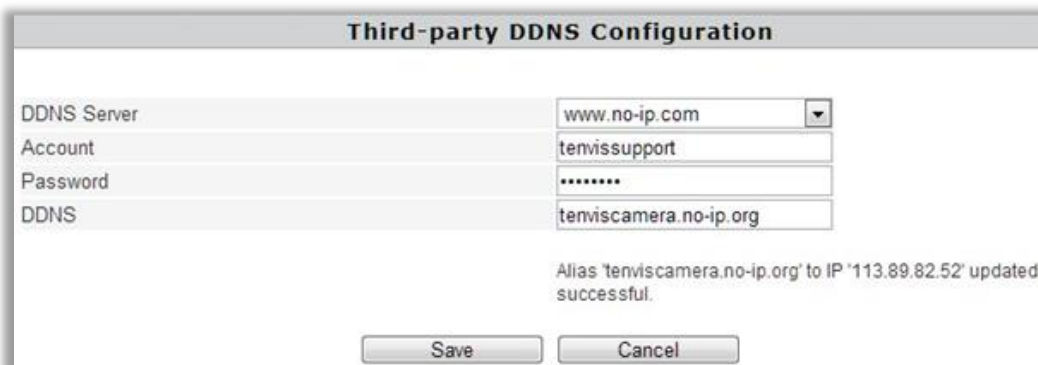 Third-party DDNS Configuration
DDNS Server www.no-ip.com
Account tenvissupport
Password ••••••••
DDNS tenviscamera.no-ip.org
Alias 'tenviscamera.no-ip.org' to IP '113.89.82.52' updated
successful.
Save Cancel